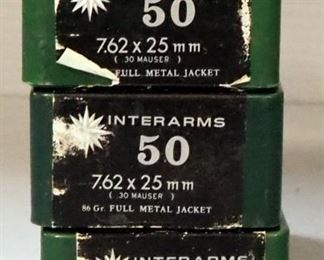 50
7.62 x 25 mm
( .30 MAUSER )
FULL METAL JACKET
INTERARMS
50
7.62 x 25 mm
( .30 MAUSER )
86 Gr. FULL METAL JACKET
INTERARMS